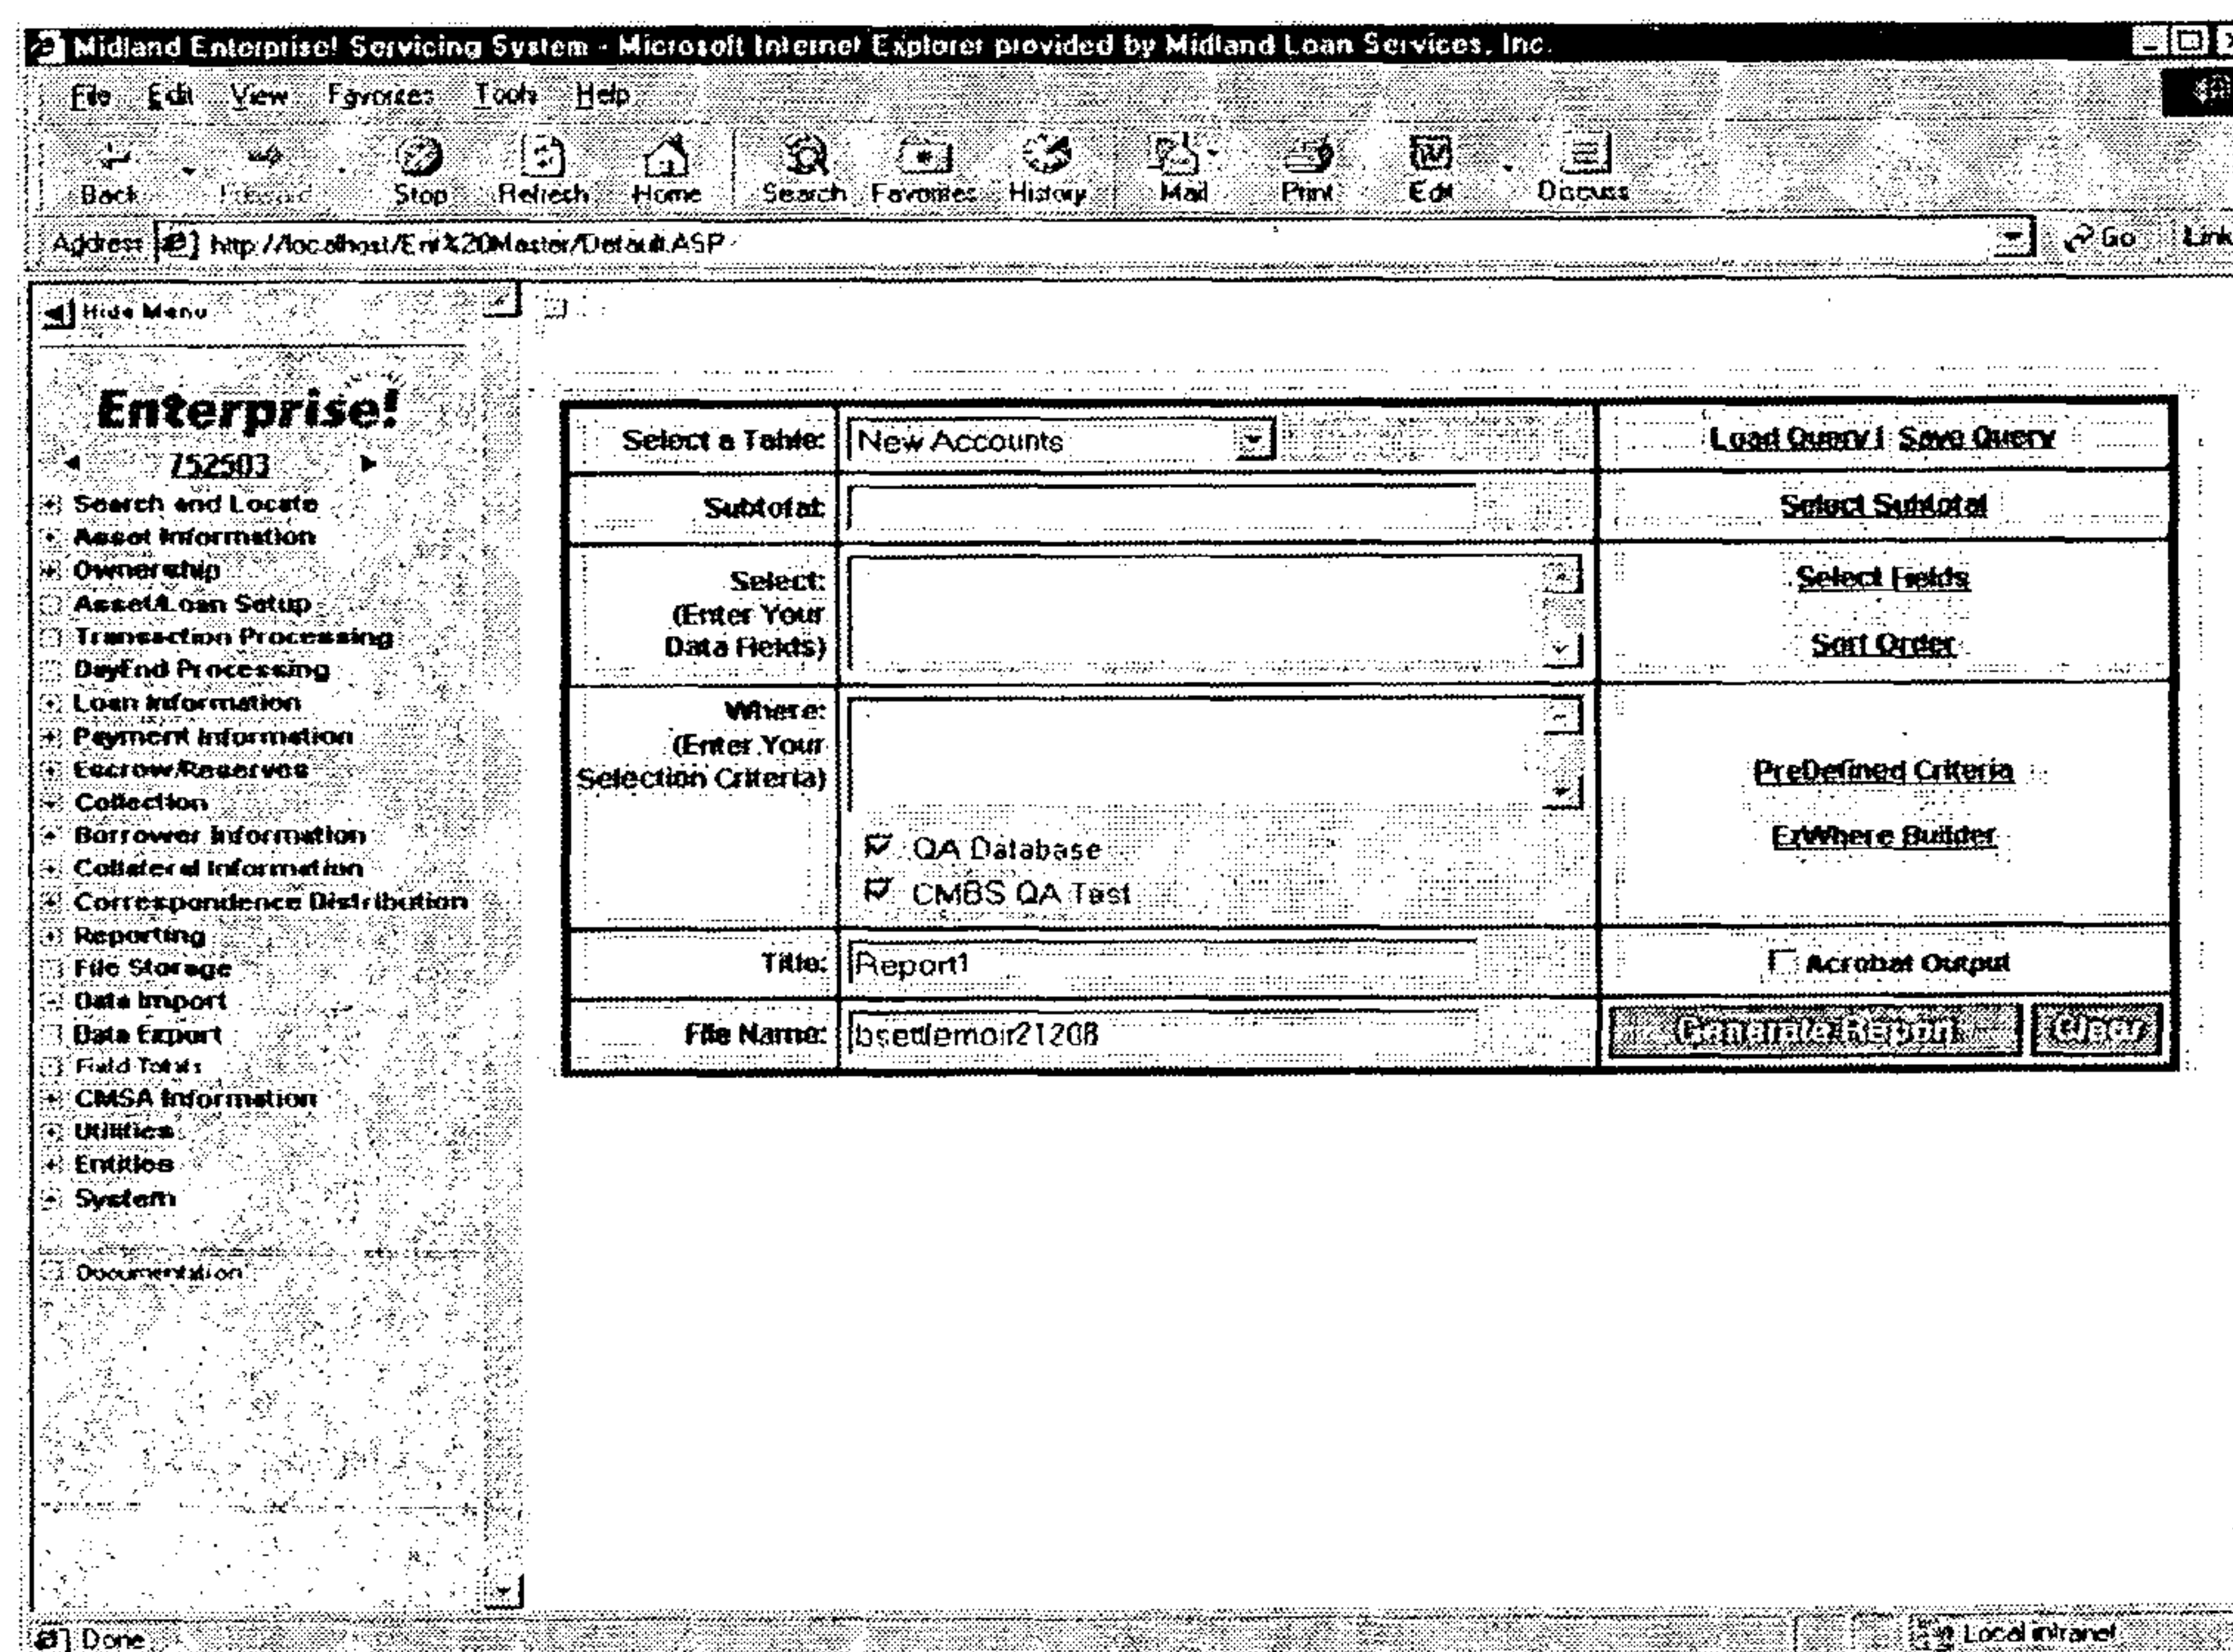 Midland Enterprise! Servicing System - Microsoft Internet Explorer provided by Midland Loan Services, Inc.
File Edit View Favorites Tools Help
Back Forward Stop Refresh Home Search Favorites History Mail Print Edit Discuss
Address http://localhost/Ent%20Master/Default.ASP Go Link
Hide Menu
Enterprise!
752503
Search and Locate
Asset Information
Ownership
Asset/Loan Setup
Transaction Processing
DayEnd Processing
Loan Information
Payment Information
Escrow/Reserves
Collection
Borrower Information
Collateral Information
Correspondence Distribution
Reporting
File Storage
Data Import
Data Export
Field Totals
CMSA Information
Utilities
Entities
System
Documentation
Select a Table: New Accounts Load Query | Save Query
Subtotal: Select Subtotal
Select:
(Enter Your
Data Fields)
Select Fields
Sort Order
Where:
(Enter Your
Selection Criteria)
QA Database
CMBS QA Test
PreDefined Criteria
EzWhere Builder
Title: Report1 Acrobat Output
File Name: bsettlemoir21208 Generate Report Clear
Done Local intranet